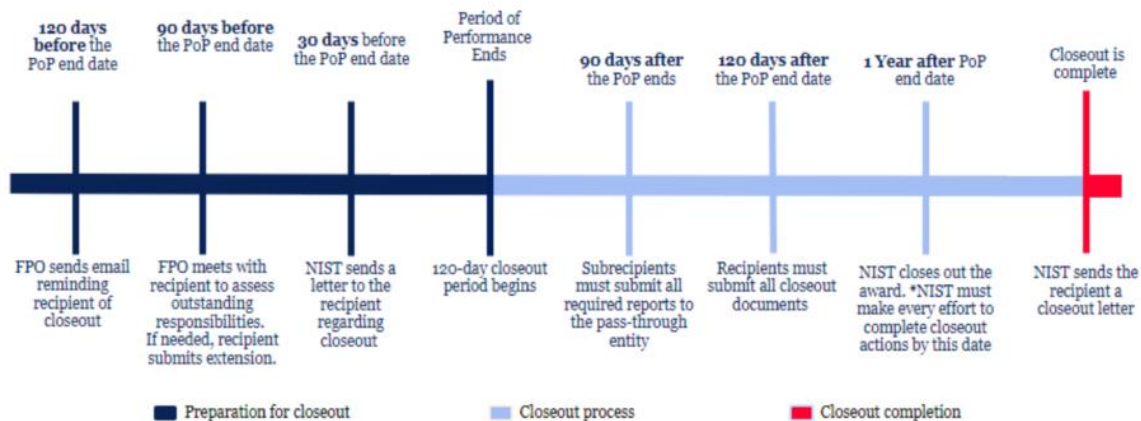 120 days
before the
PoP end date
90 days before
the PoP end date
30 days before
the PoP end date
Period of
Performance
Ends
90 days after
the PoP ends
120 days after
the PoP end date
1 Year after PoP
end date
Closeout is
complete
FPO sends email
reminding
recipient of
closeout
FPO meets with
recipient to assess
outstanding
responsibilities.
If needed, recipient
submits extension.
NIST sends a
letter to the
recipient
regarding
closeout
120-day closeout
period begins
Subrecipients
must submit all
required reports to
the pass-through
entity
Recipients must
submit all closeout
documents
NIST closes out the
award. *NIST must
make every effort to
complete closeout
actions by this date
NIST sends the
recipient a
closeout letter
Preparation for closeout
Closeout process
Closeout completion